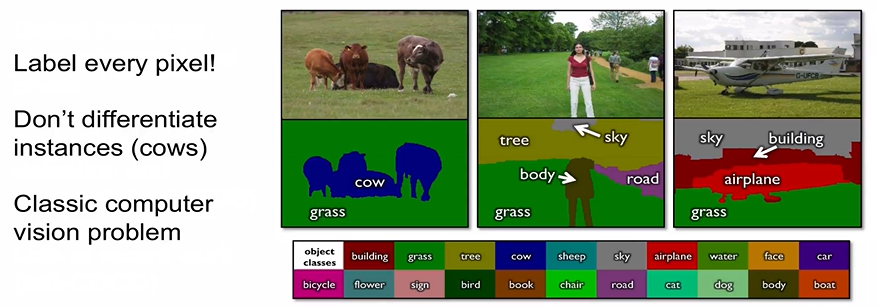 Label every pixel!
Don't differentiate
instances (cows)
Classic computer
vision problem
G-UFCB
cow
grass
tree
sky
body
road
grass
sky
building
airplane
grass
object classes building grass tree cow sheep sky airplane water face car
bicycle flower sign bird book chair road cat dog body boat